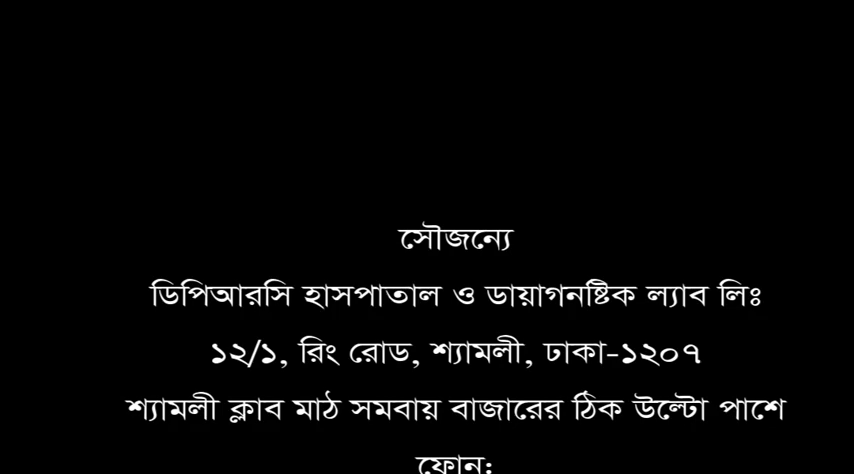 সৌজন্যে
ডিপিআরসি হাসপাতাল ও ডায়াগনষ্টিক ল্যাব লিঃ
১২/১, রিং রোড, শ্যামলী, ঢাকা-১২০৭
শ্যামলী ক্লাব মাঠ সমবায় বাজারের ঠিক উল্টো পাশে
ফোন: